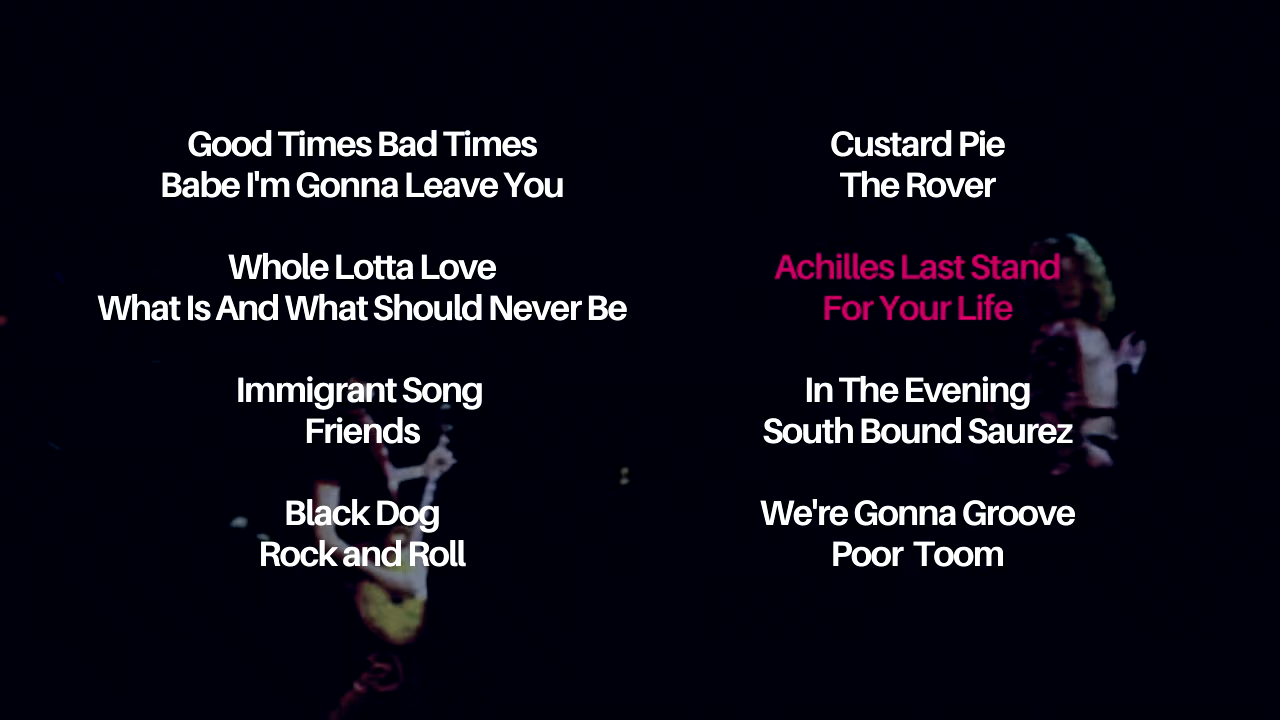 Good Times Bad Times
Babe I'm Gonna Leave You
Whole Lotta Love
What Is And What Should Never Be
Immigrant Song
Friends
Black Dog
Rock and Roll
Custard Pie
The Rover
Achilles Last Stand
For Your Life
In The Evening
South Bound Saurez
We're Gonna Groove
Poor Toom